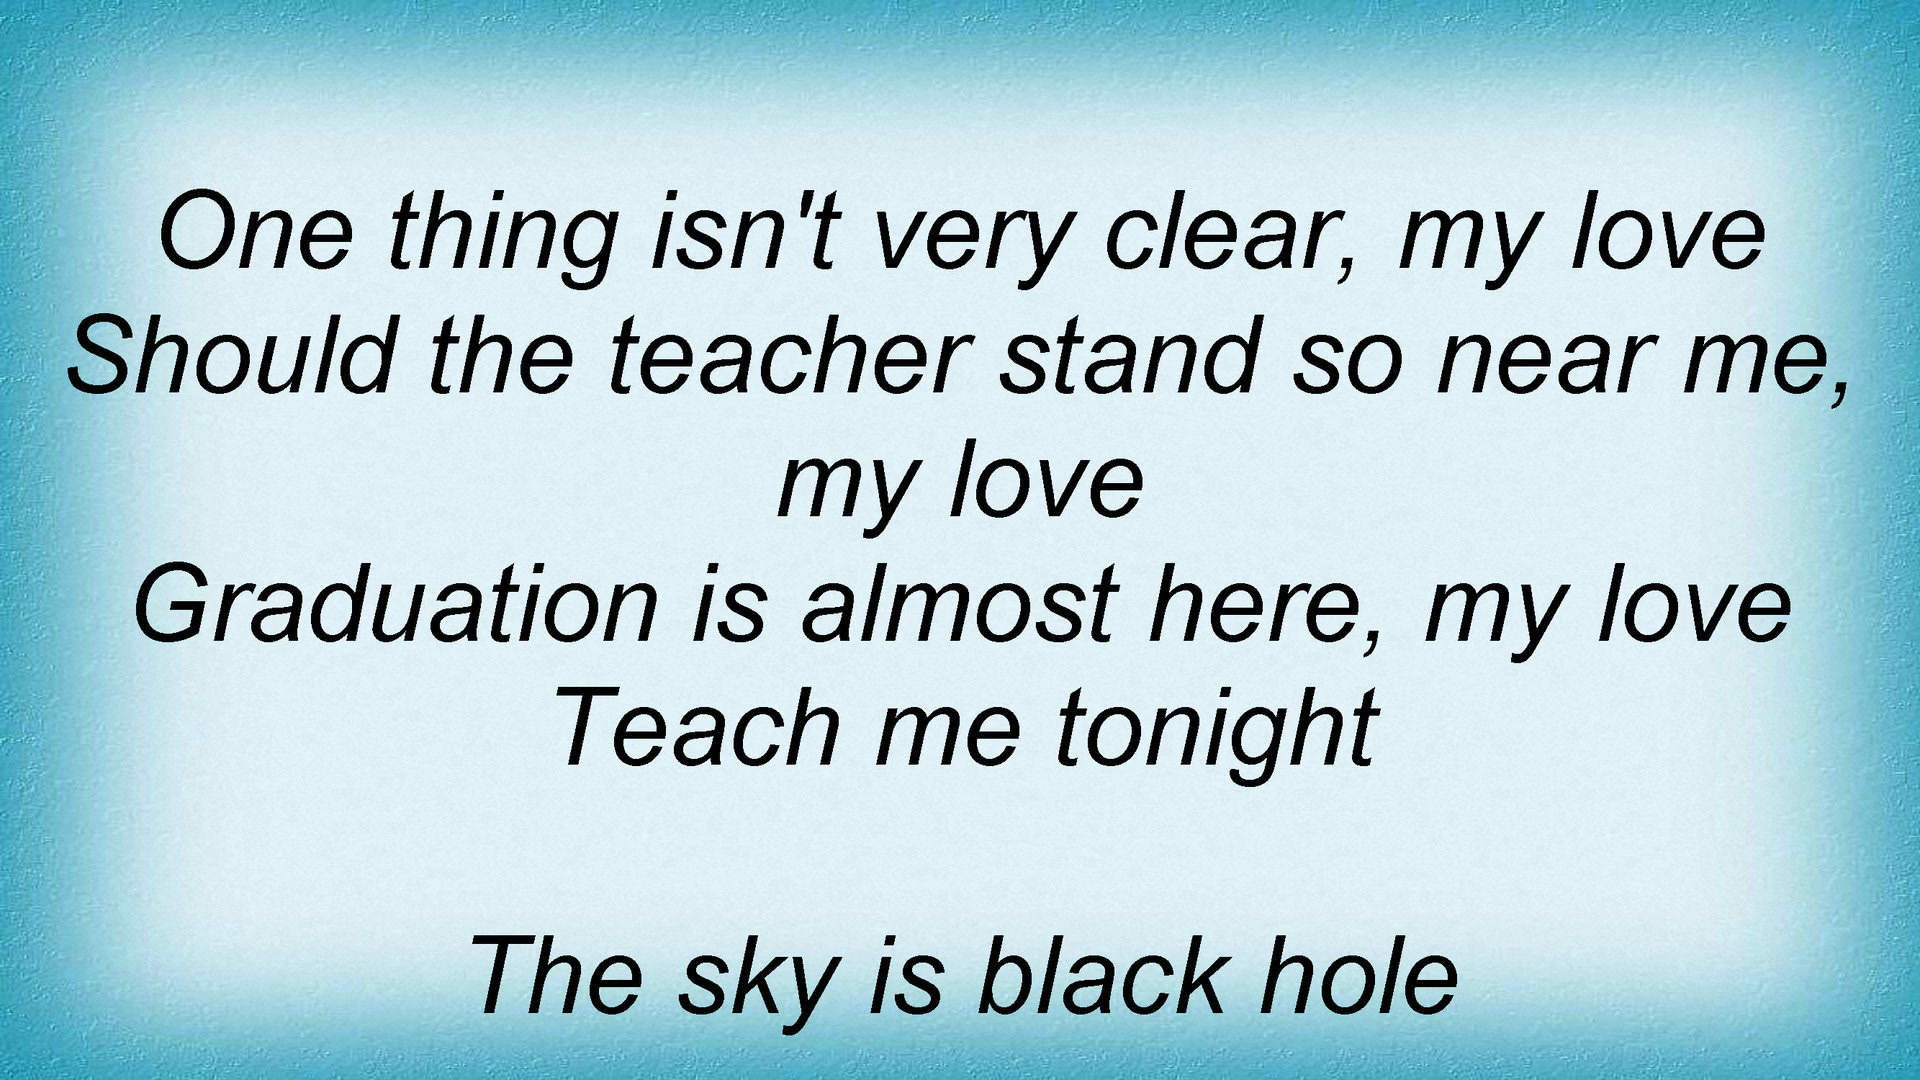 One thing isn't very clear, my love
Should the teacher stand so near me,
my love
Graduation is almost here, my love
Teach me tonight
The sky is black hole